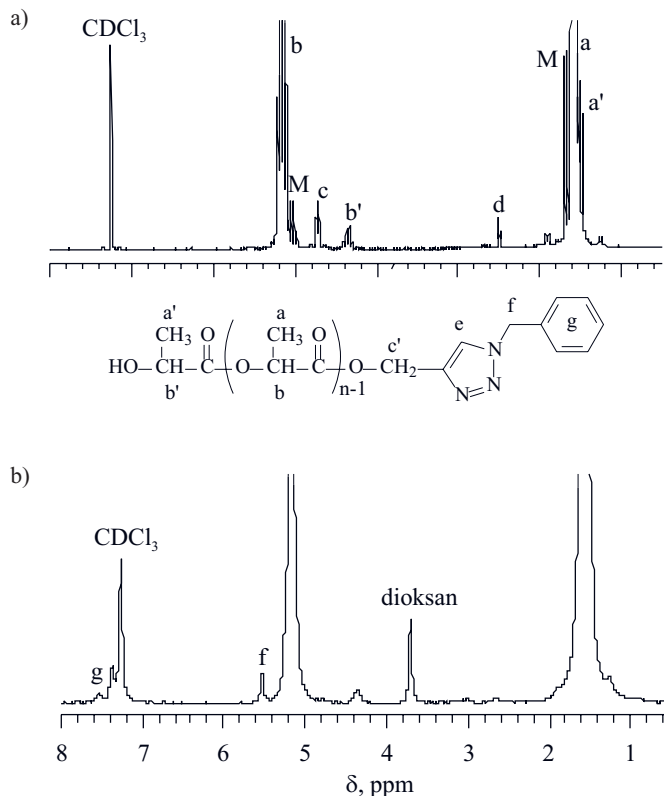 a)
CDCl₃
b
a
M
a'
M
c
b'
d
a'
a
f
CH₃ O
CH₃ O
e
c'
g
HO-CH-C
O-CH-C
O-CH₂
N
b'
b
n-1
N
N
b)
CDCl₃
dioksan
g
f
8 7 6 5 4 3 2 1
δ, ppm